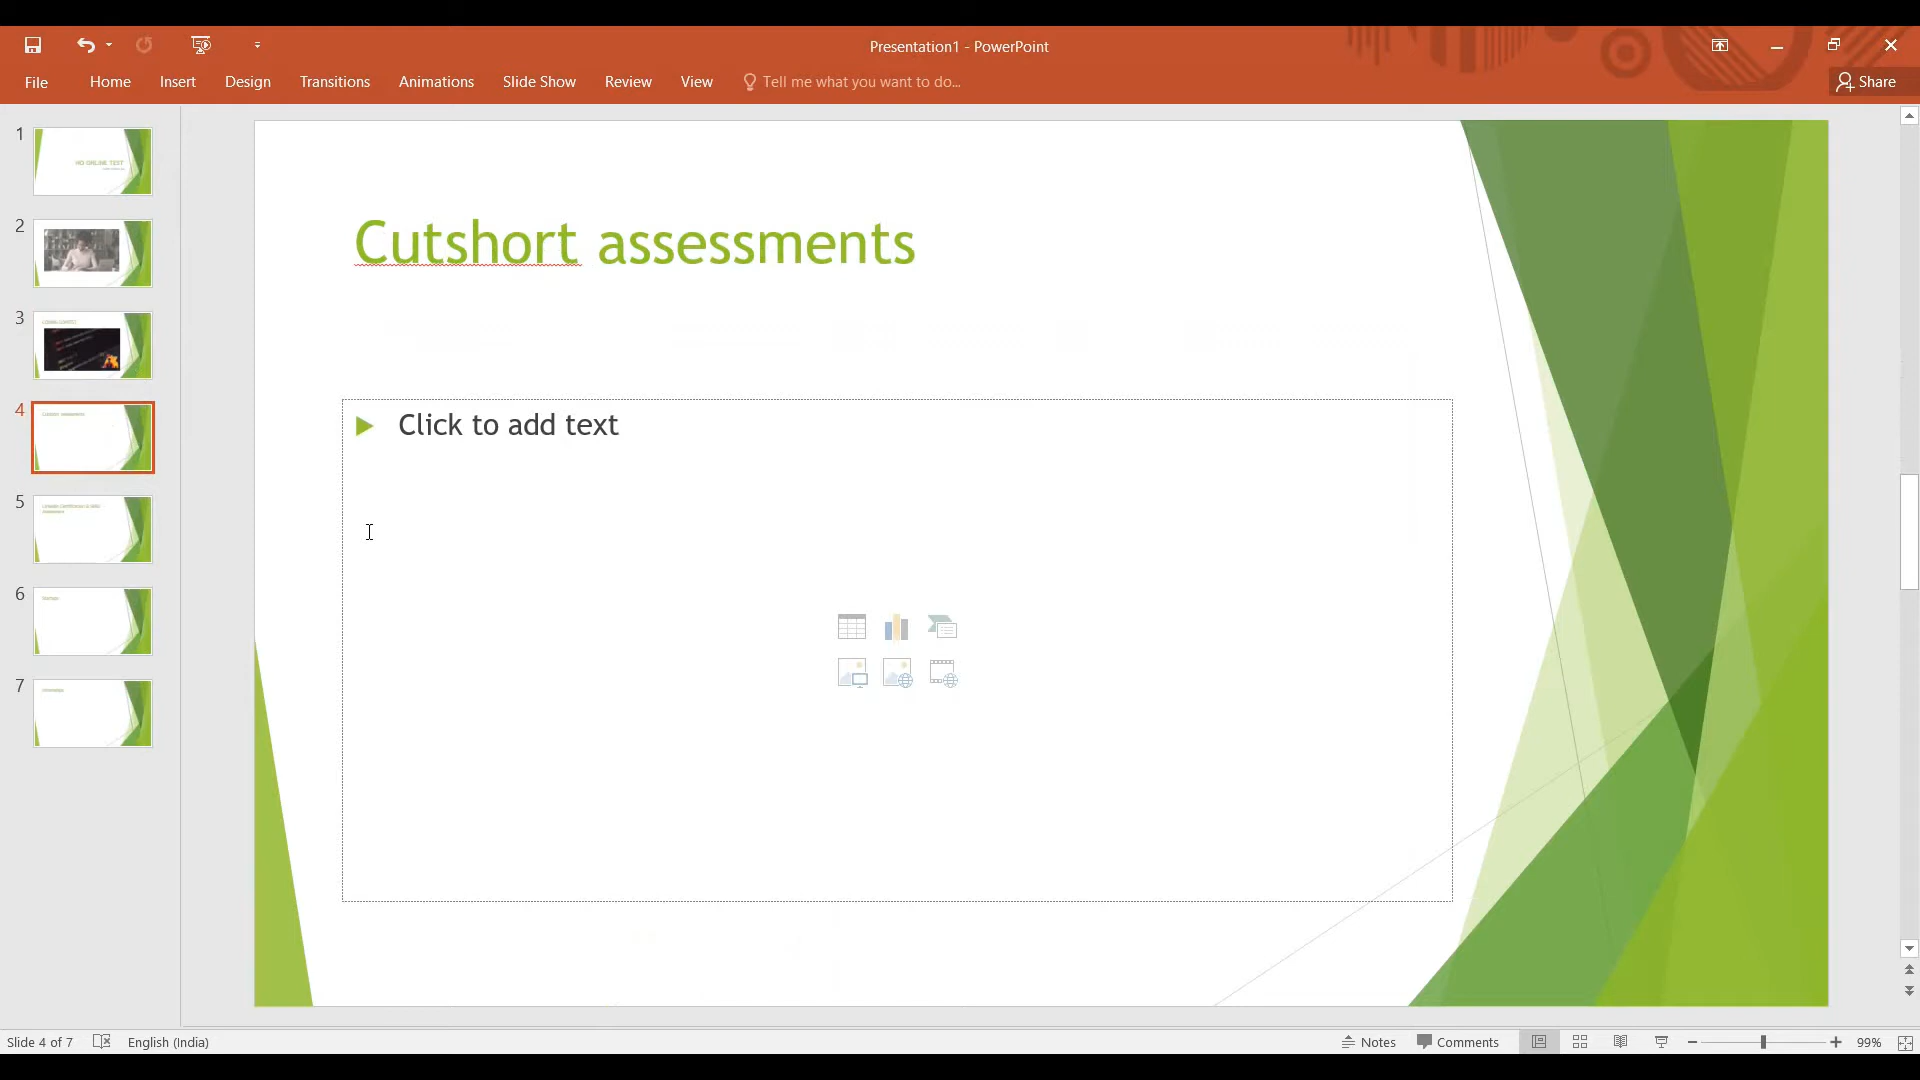 Presentation1 - PowerPoint
File Home Insert Design Transitions Animations Slide Show Review View Tell me what you want to do... Share
1
2
3
4
5
6
7
Cutshort assessments
Click to add text
Slide 4 of 7 English (India) Notes Comments 99%